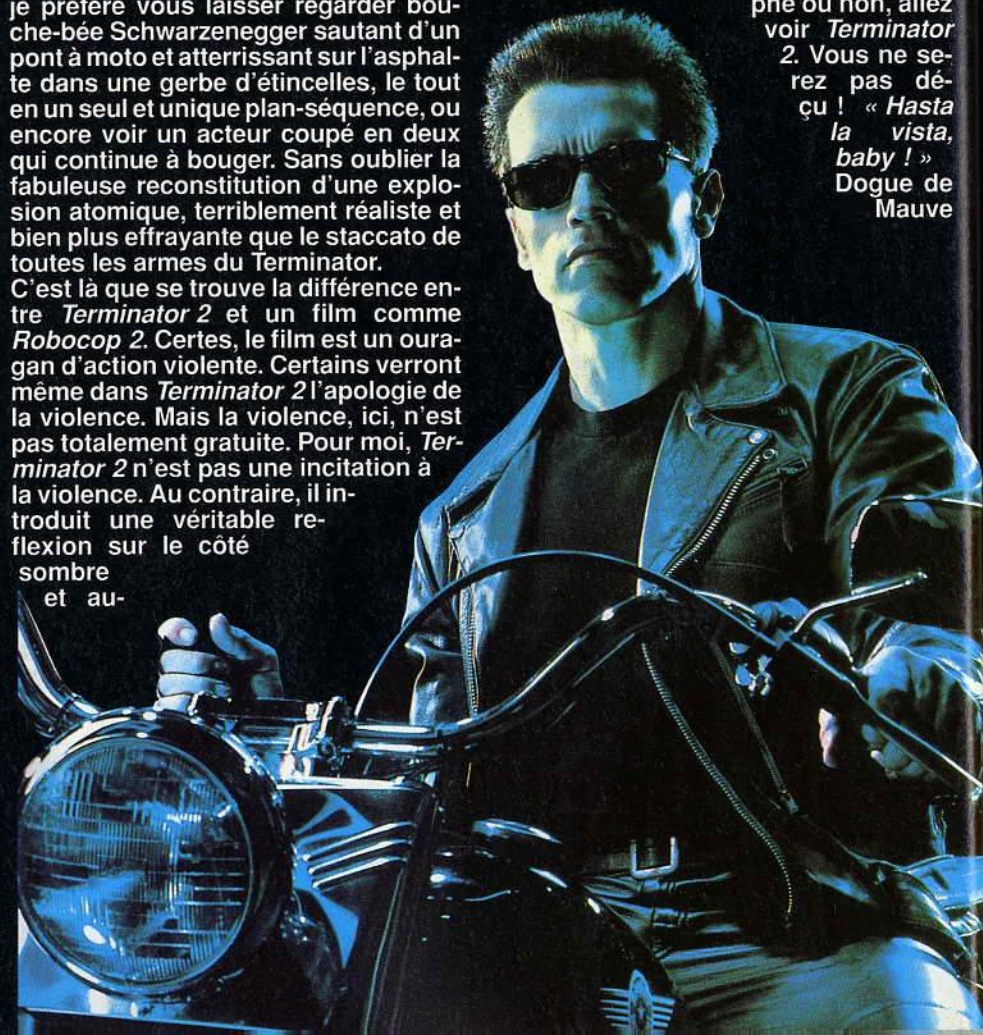 je préfère vous laisser regarder bou-
che-bée Schwarzenegger sautant d'un
pont à moto et atterrissant sur l'asphal-
te dans une gerbe d'étincelles, le tout
en un seul et unique plan-séquence, ou
encore voir un acteur coupé en deux
qui continue à bouger. Sans oublier la
fabuleuse reconstitution d'une explo-
sion atomique, terriblement réaliste et
bien plus effrayante que le staccato de
toutes les armes du Terminator.
C'est là que se trouve la différence en-
tre Terminator 2 et un film comme
Robocop 2. Certes, le film est un oura-
gan d'action violente. Certains verront
même dans Terminator 2 l'apologie de
la violence. Mais la violence, ici, n'est
pas totalement gratuite. Pour moi, Ter-
minator 2 n'est pas une incitation à
la violence. Au contraire, il in-
troduit une véritable re-
flexion sur le côté
sombre
et au-
phe ou non, allez
voir Terminator
2. Vous ne se-
rez pas dé-
çu ! « Hasta
la vista,
baby ! »
Dogue de
Mauve